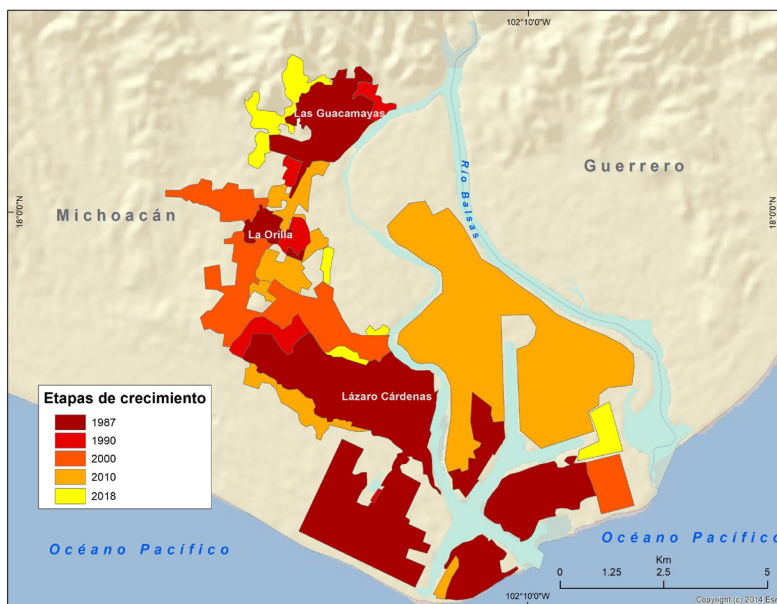 102°10'0"W
Las Guacamayas
Guerrero
Río Balsas
Michoacán
18°0'0"N
18°0'0"N
La Orilla
Lázaro Cárdenas
Etapas de crecimiento
1987
1990
2000
2010
2018
Océano Pacífico
Océano Pacífico
Km
0 1.25 2.5 5
102°10'0"W
Copyright:(c) 2014 Esri